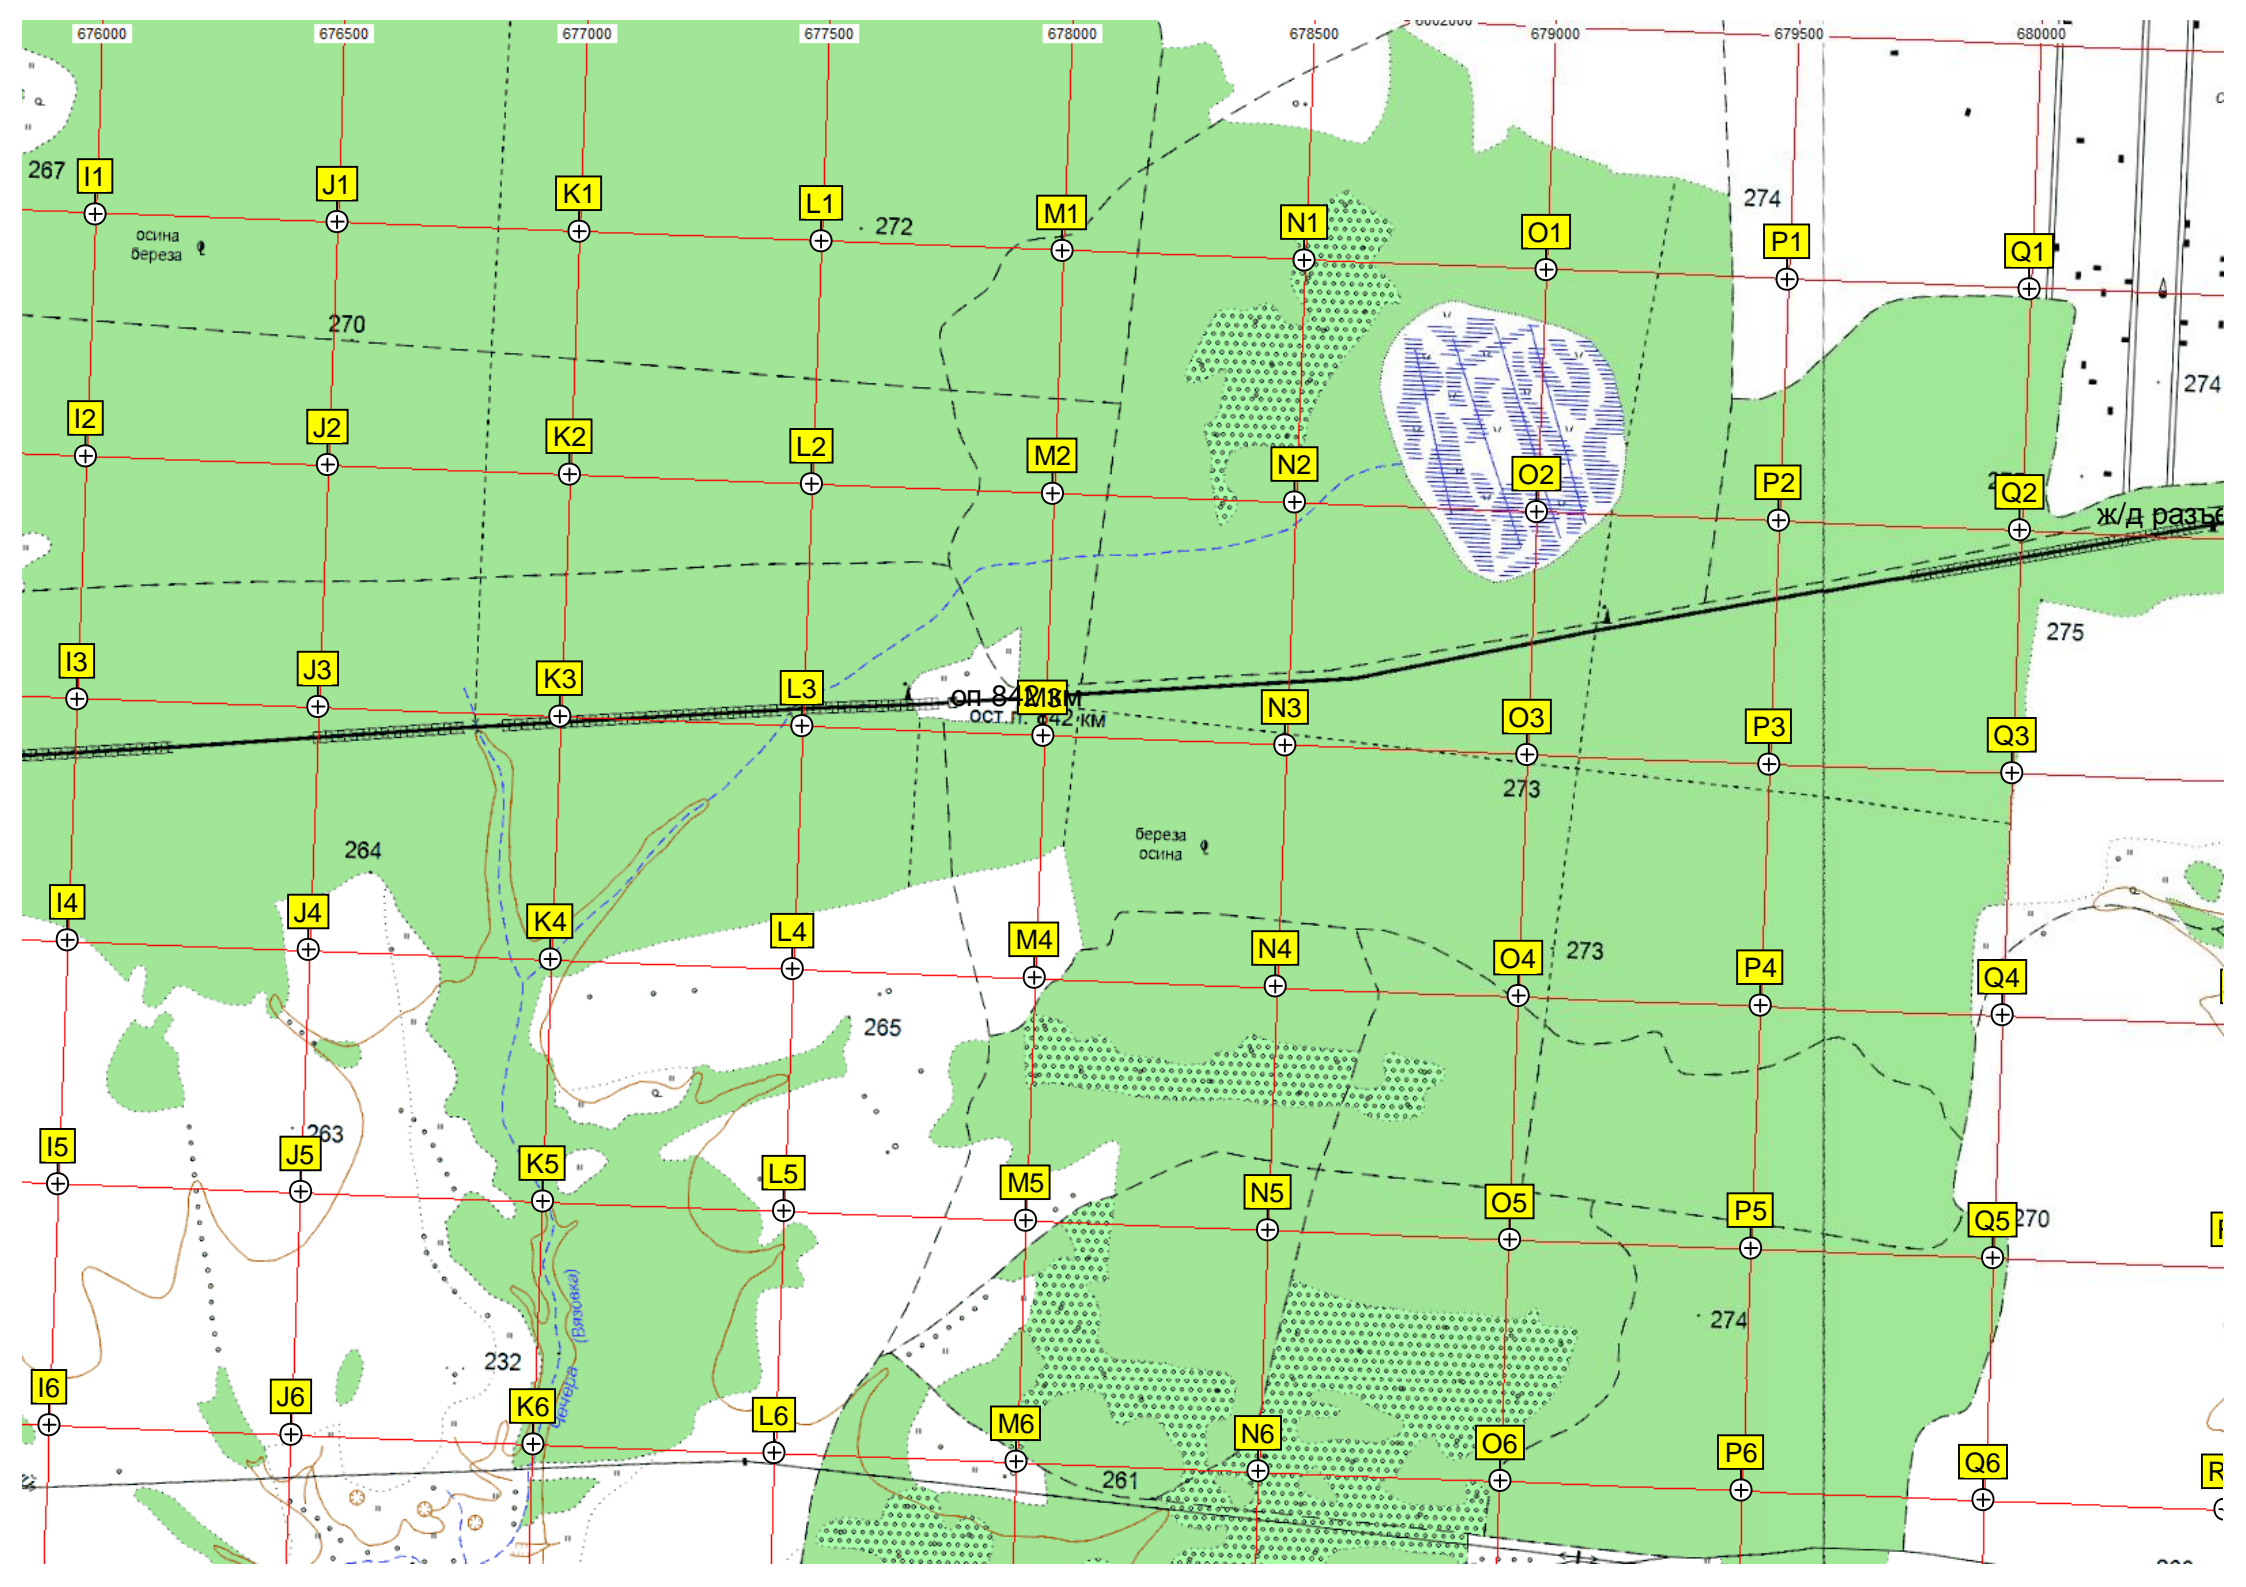 676000 676500 677000 677500 678000 678500 6002000 679000 679500 680000
267
I1 J1 K1 L1 M1 N1 O1 P1 Q1
274
272
осина
береза
270
274
I2 J2 K2 L2 M2 N2 O2 P2 Q2
ж/д разъе
275
I3 J3 K3 L3 M3 N3 O3 P3 Q3
оп 842 км
ост.п. 842 км
273
береза
осина
264
I4 J4 K4 L4 M4 N4 O4 P4 Q4
273
265
263
I5 J5 K5 L5 M5 N5 O5 P5 Q5
270
274
(Вязовка)
232
Чечера
I6 J6 K6 L6 M6 N6 O6 P6 Q6 R
261